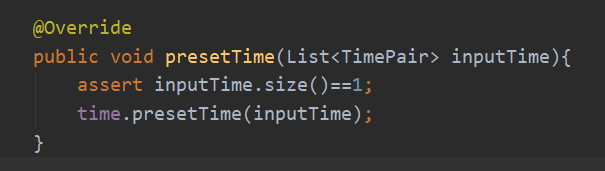 @Override
public void presetTime(List<TimePair> inputTime){
    assert inputTime.size()==1;
    time.presetTime(inputTime);
}